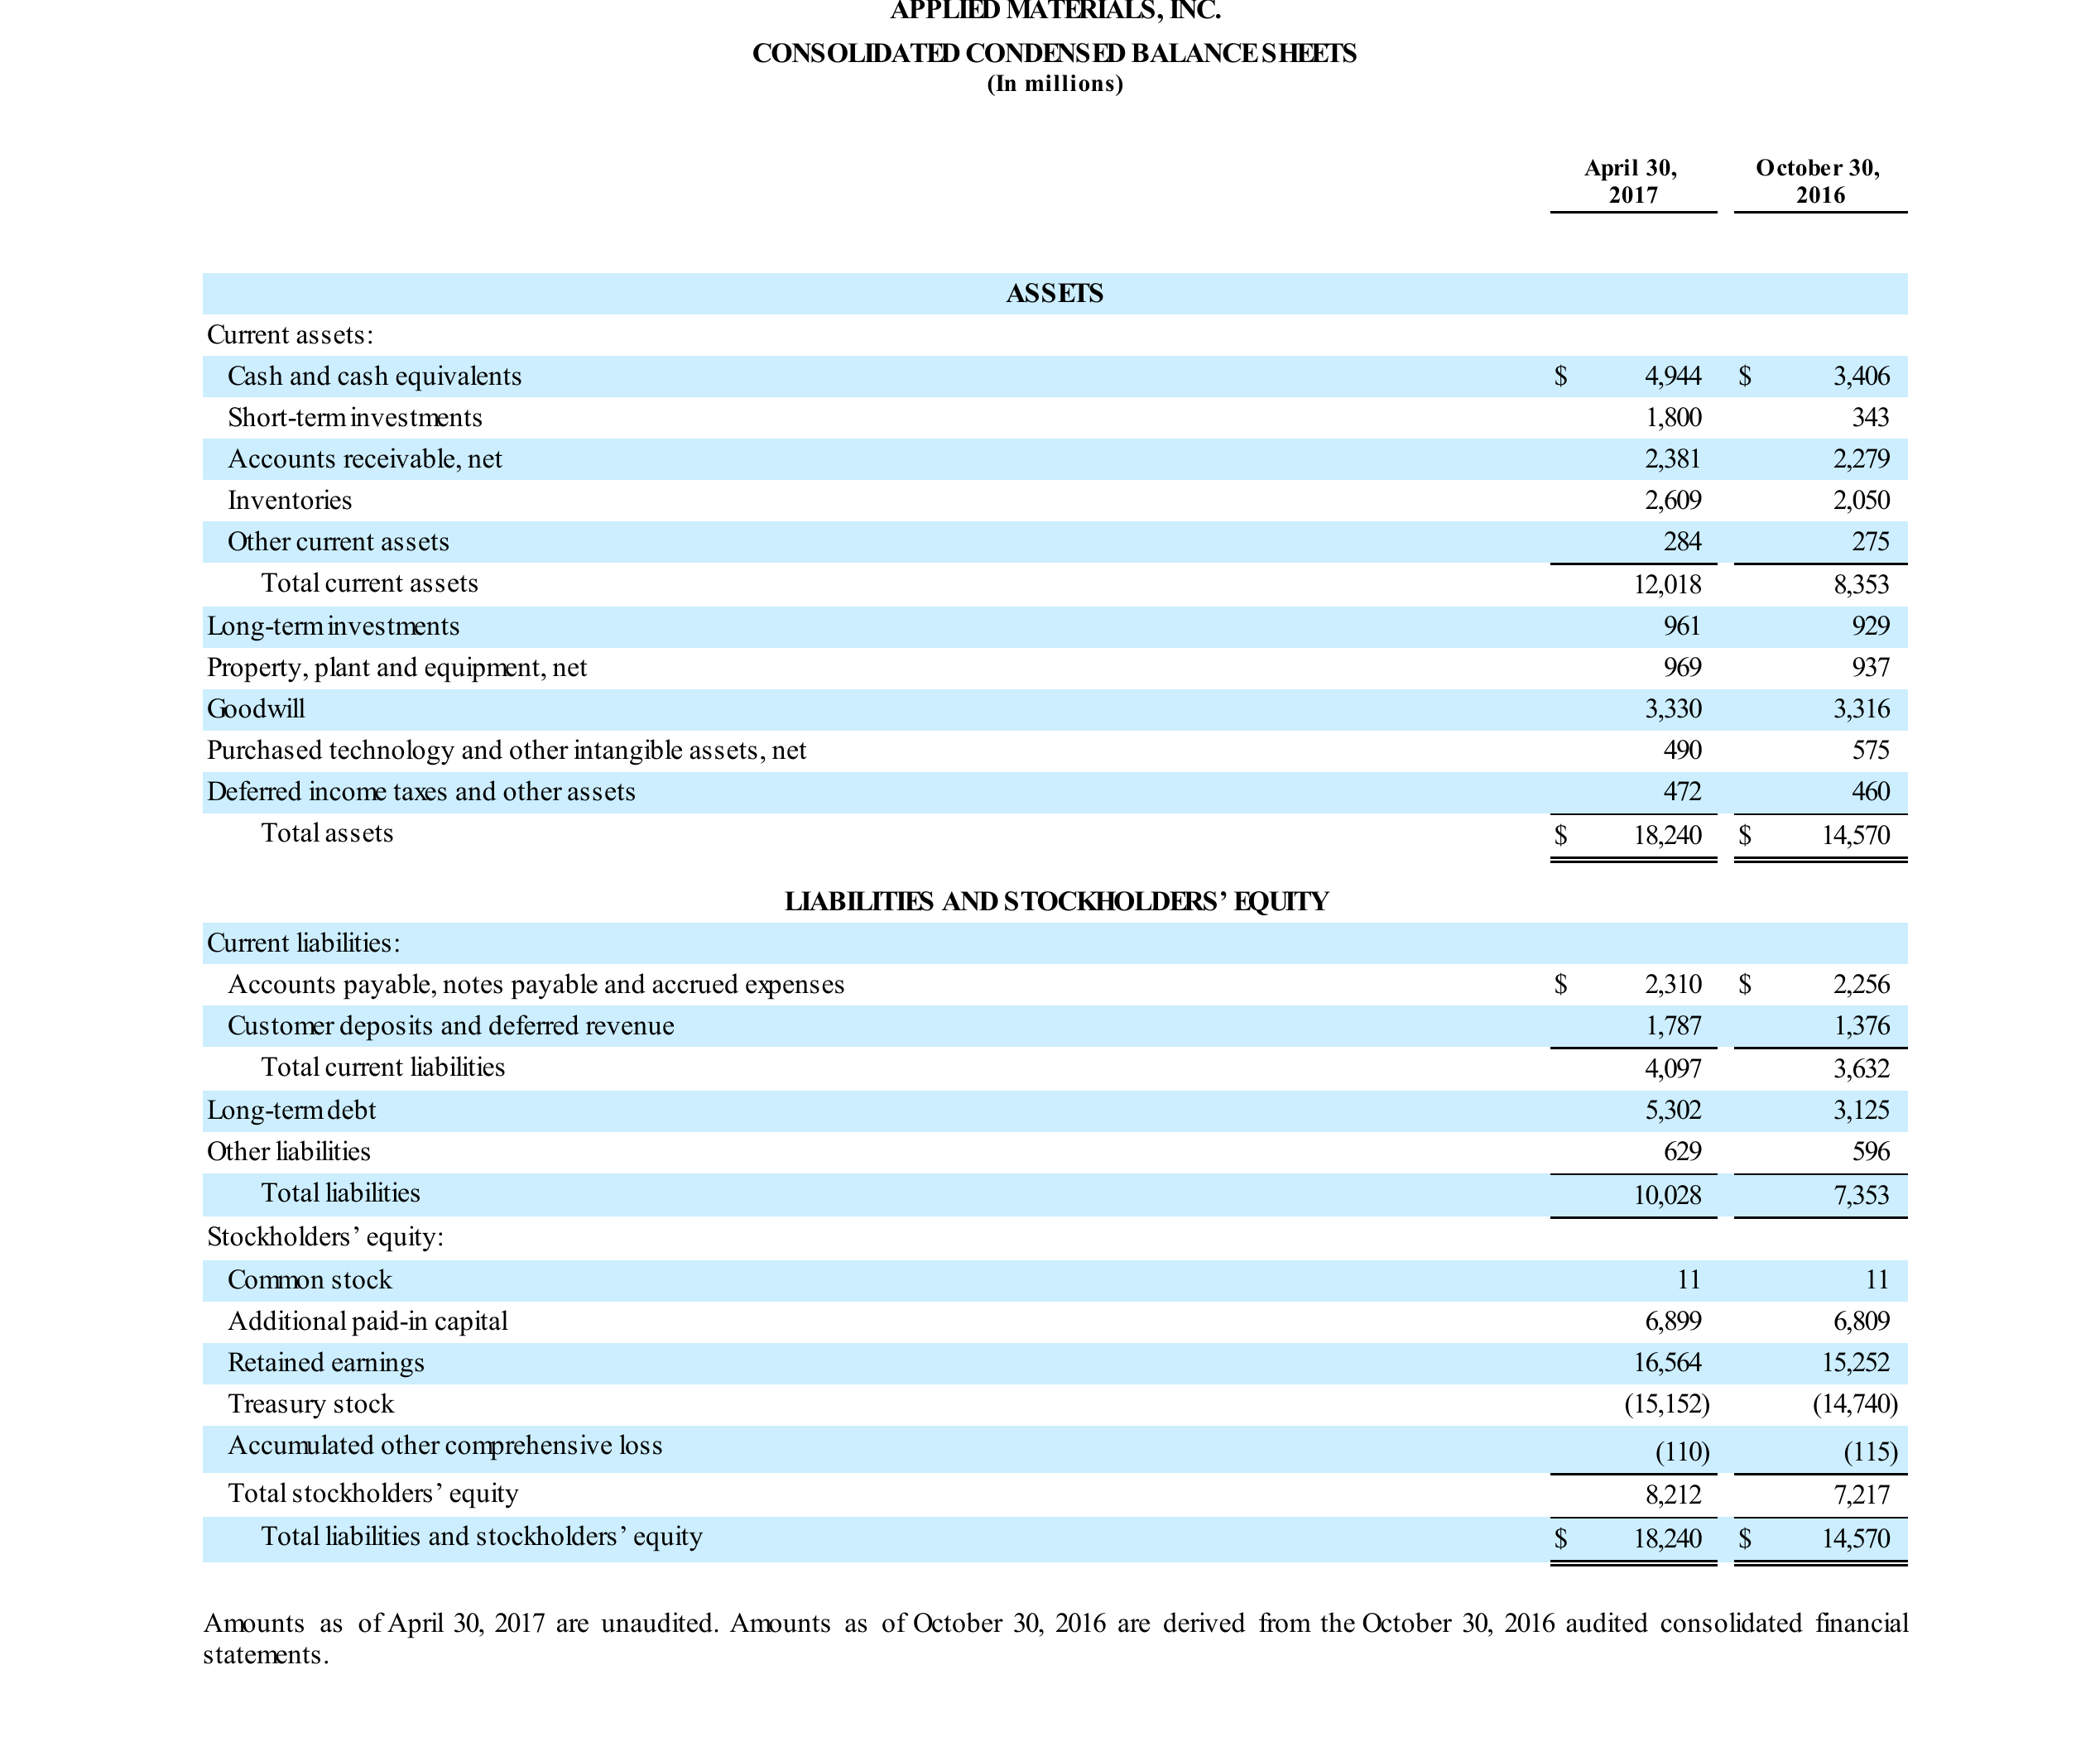 APPLIED MATERIALS, INC.
CONSOLIDATED CONDENSED BALANCE SHEETS
(In millions)
April 30, 2017 October 30, 2016
ASSETS
Current assets:
Cash and cash equivalents $ 4,944 $ 3,406
Short-term investments 1,800 343
Accounts receivable, net 2,381 2,279
Inventories 2,609 2,050
Other current assets 284 275
Total current assets 12,018 8,353
Long-term investments 961 929
Property, plant and equipment, net 969 937
Goodwill 3,330 3,316
Purchased technology and other intangible assets, net 490 575
Deferred income taxes and other assets 472 460
Total assets $ 18,240 $ 14,570
LIABILITIES AND STOCKHOLDERS’ EQUITY
Current liabilities:
Accounts payable, notes payable and accrued expenses $ 2,310 $ 2,256
Customer deposits and deferred revenue 1,787 1,376
Total current liabilities 4,097 3,632
Long-term debt 5,302 3,125
Other liabilities 629 596
Total liabilities 10,028 7,353
Stockholders’ equity:
Common stock 11 11
Additional paid-in capital 6,899 6,809
Retained earnings 16,564 15,252
Treasury stock (15,152) (14,740)
Accumulated other comprehensive loss (110) (115)
Total stockholders’ equity 8,212 7,217
Total liabilities and stockholders’ equity $ 18,240 $ 14,570
Amounts as of April 30, 2017 are unaudited. Amounts as of October 30, 2016 are derived from the October 30, 2016 audited consolidated financial
statements.